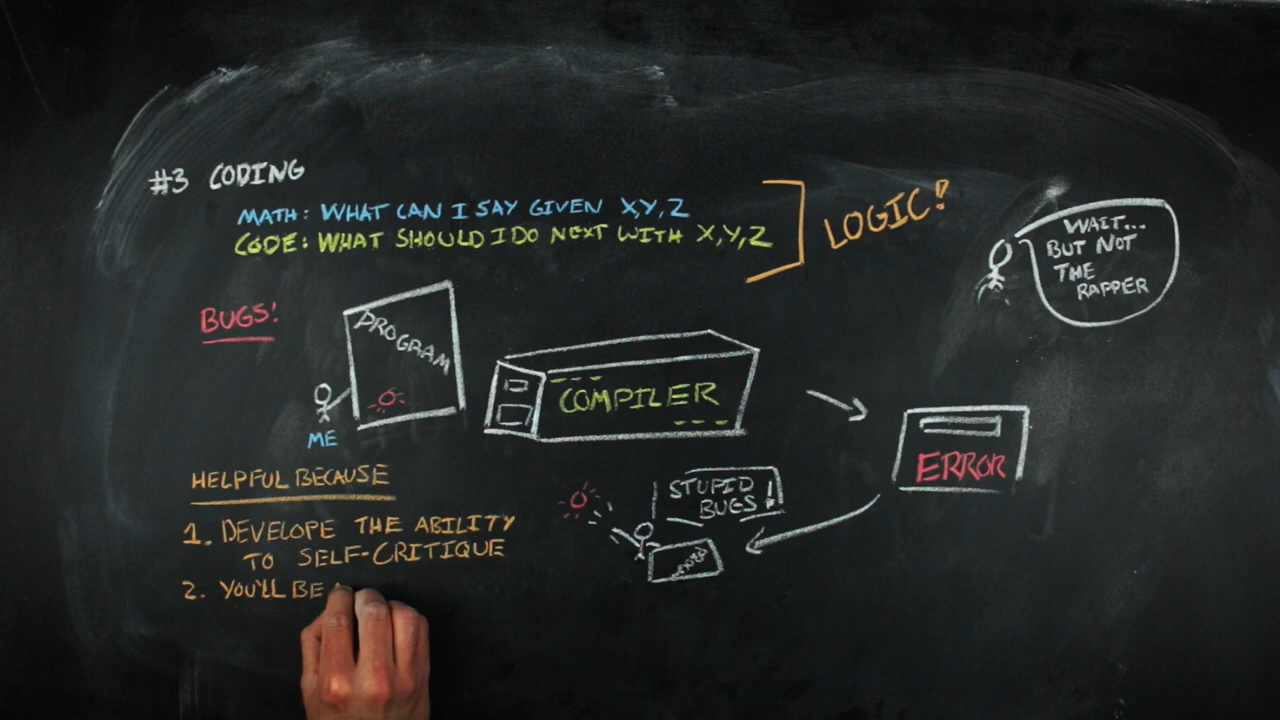 #3 CODING
MATH: WHAT CAN I SAY GIVEN X,Y,Z
CODE: WHAT SHOULD I DO NEXT WITH X,Y,Z
LOGIC!
WAIT...
BUT NOT
THE
RAPPER
BUGS!
PROGRAM
ME
COMPILER
ERROR
HELPFUL BECAUSE
1. DEVELOPE THE ABILITY
TO SELF-CRITIQUE
2. YOU'LL BE
STUPID
BUGS!